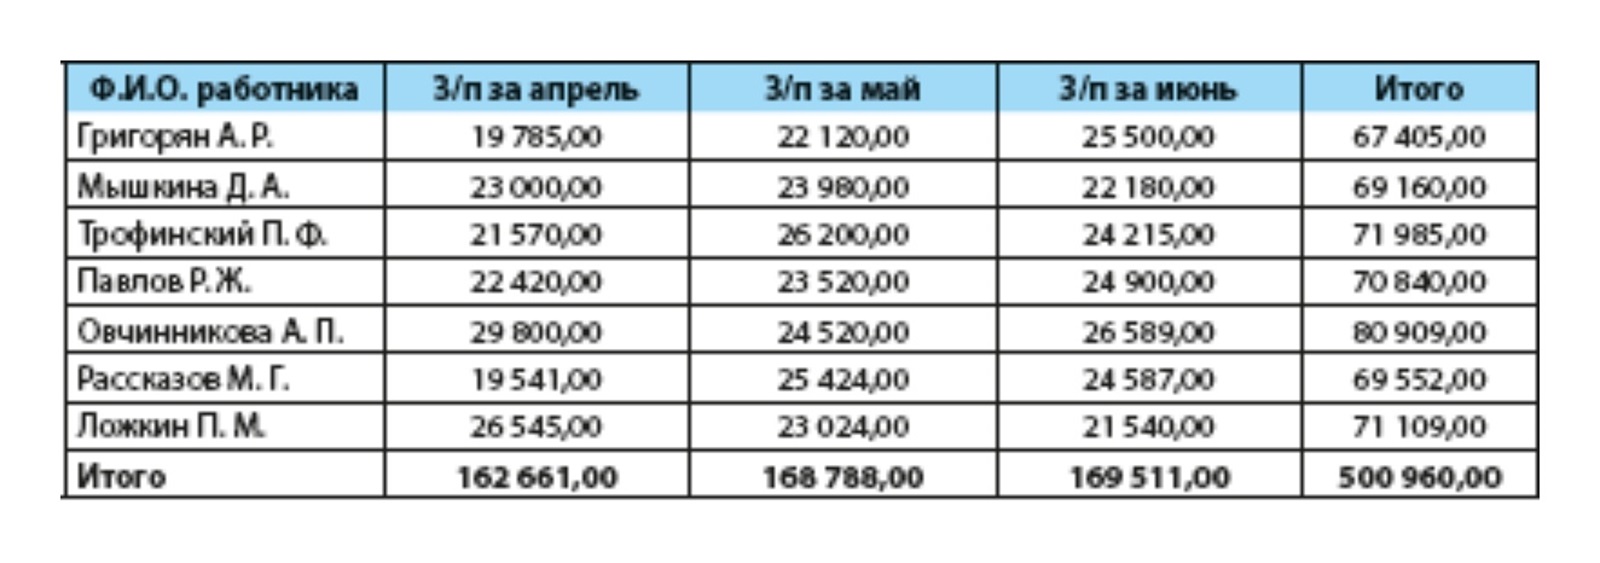 Ф.И.О. работника З/п за апрель З/п за май З/п за июнь Итого
Григорян А. Р. 19 785,00 22 120,00 25 500,00 67 405,00
Мышкина Д. А. 23 000,00 23 980,00 22 180,00 69 160,00
Трофинский П. Ф. 21 570,00 26 200,00 24 215,00 71 985,00
Павлов Р. Ж. 22 420,00 23 520,00 24 900,00 70 840,00
Овчинникова А. П. 29 800,00 24 520,00 26 589,00 80 909,00
Рассказов М. Г. 19 541,00 25 424,00 24 587,00 69 552,00
Ложкин П. М. 26 545,00 23 024,00 21 540,00 71 109,00
Итого 162 661,00 168 788,00 169 511,00 500 960,00